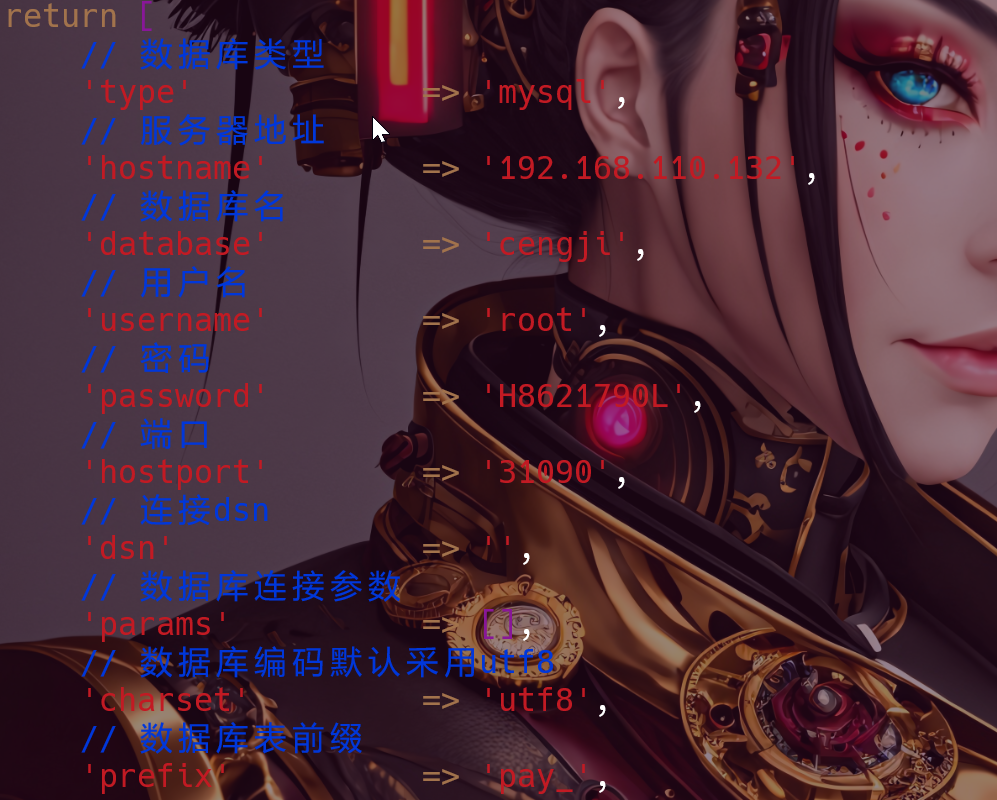 return [
// 数据库类型
'type' => 'mysql',
// 服务器地址
'hostname' => '192.168.110.132',
// 数据库名
'database' => 'cengji',
// 用户名
'username' => 'root',
// 密码
'password' => 'H8621790L',
// 端口
'hostport' => '31090',
// 连接dsn
'dsn' => '',
// 数据库连接参数
'params' => [],
// 数据库编码默认采用utf8
'charset' => 'utf8',
// 数据库表前缀
'prefix' => 'pay_',